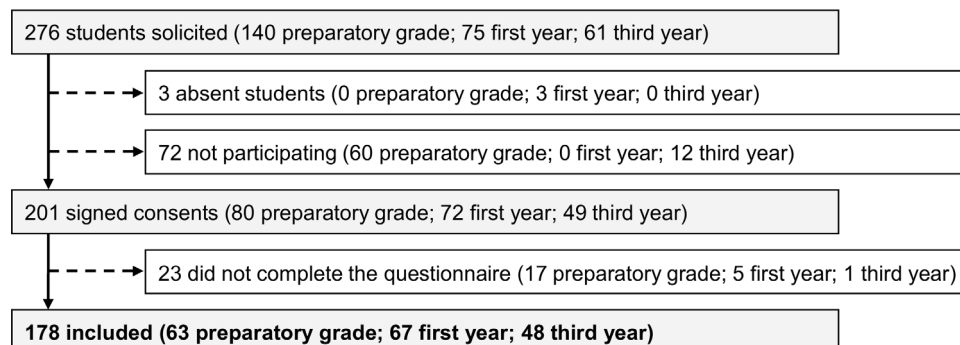 276 students solicited (140 preparatory grade; 75 first year; 61 third year)
3 absent students (0 preparatory grade; 3 first year; 0 third year)
72 not participating (60 preparatory grade; 0 first year; 12 third year)
201 signed consents (80 preparatory grade; 72 first year; 49 third year)
23 did not complete the questionnaire (17 preparatory grade; 5 first year; 1 third year)
178 included (63 preparatory grade; 67 first year; 48 third year)